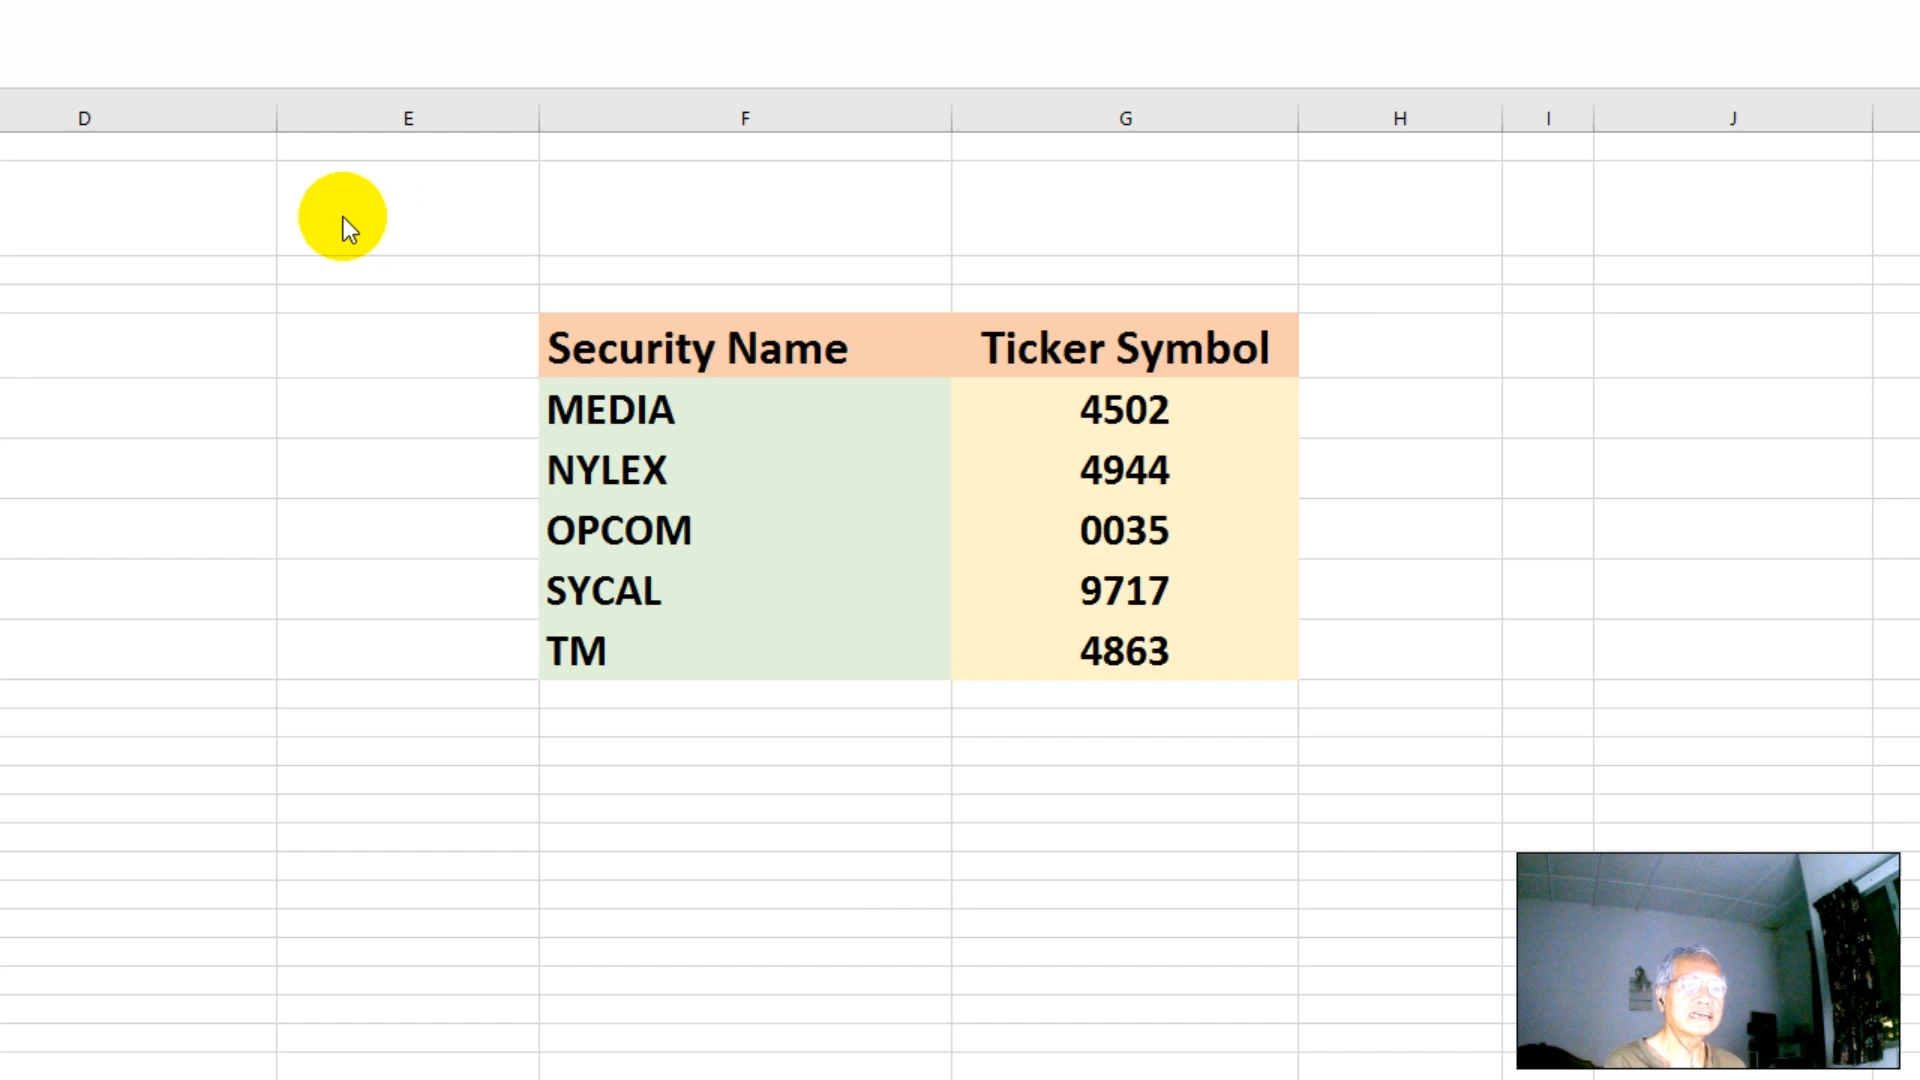 D E F G H I J
Security Name Ticker Symbol
MEDIA 4502
NYLEX 4944
OPCOM 0035
SYCAL 9717
TM 4863